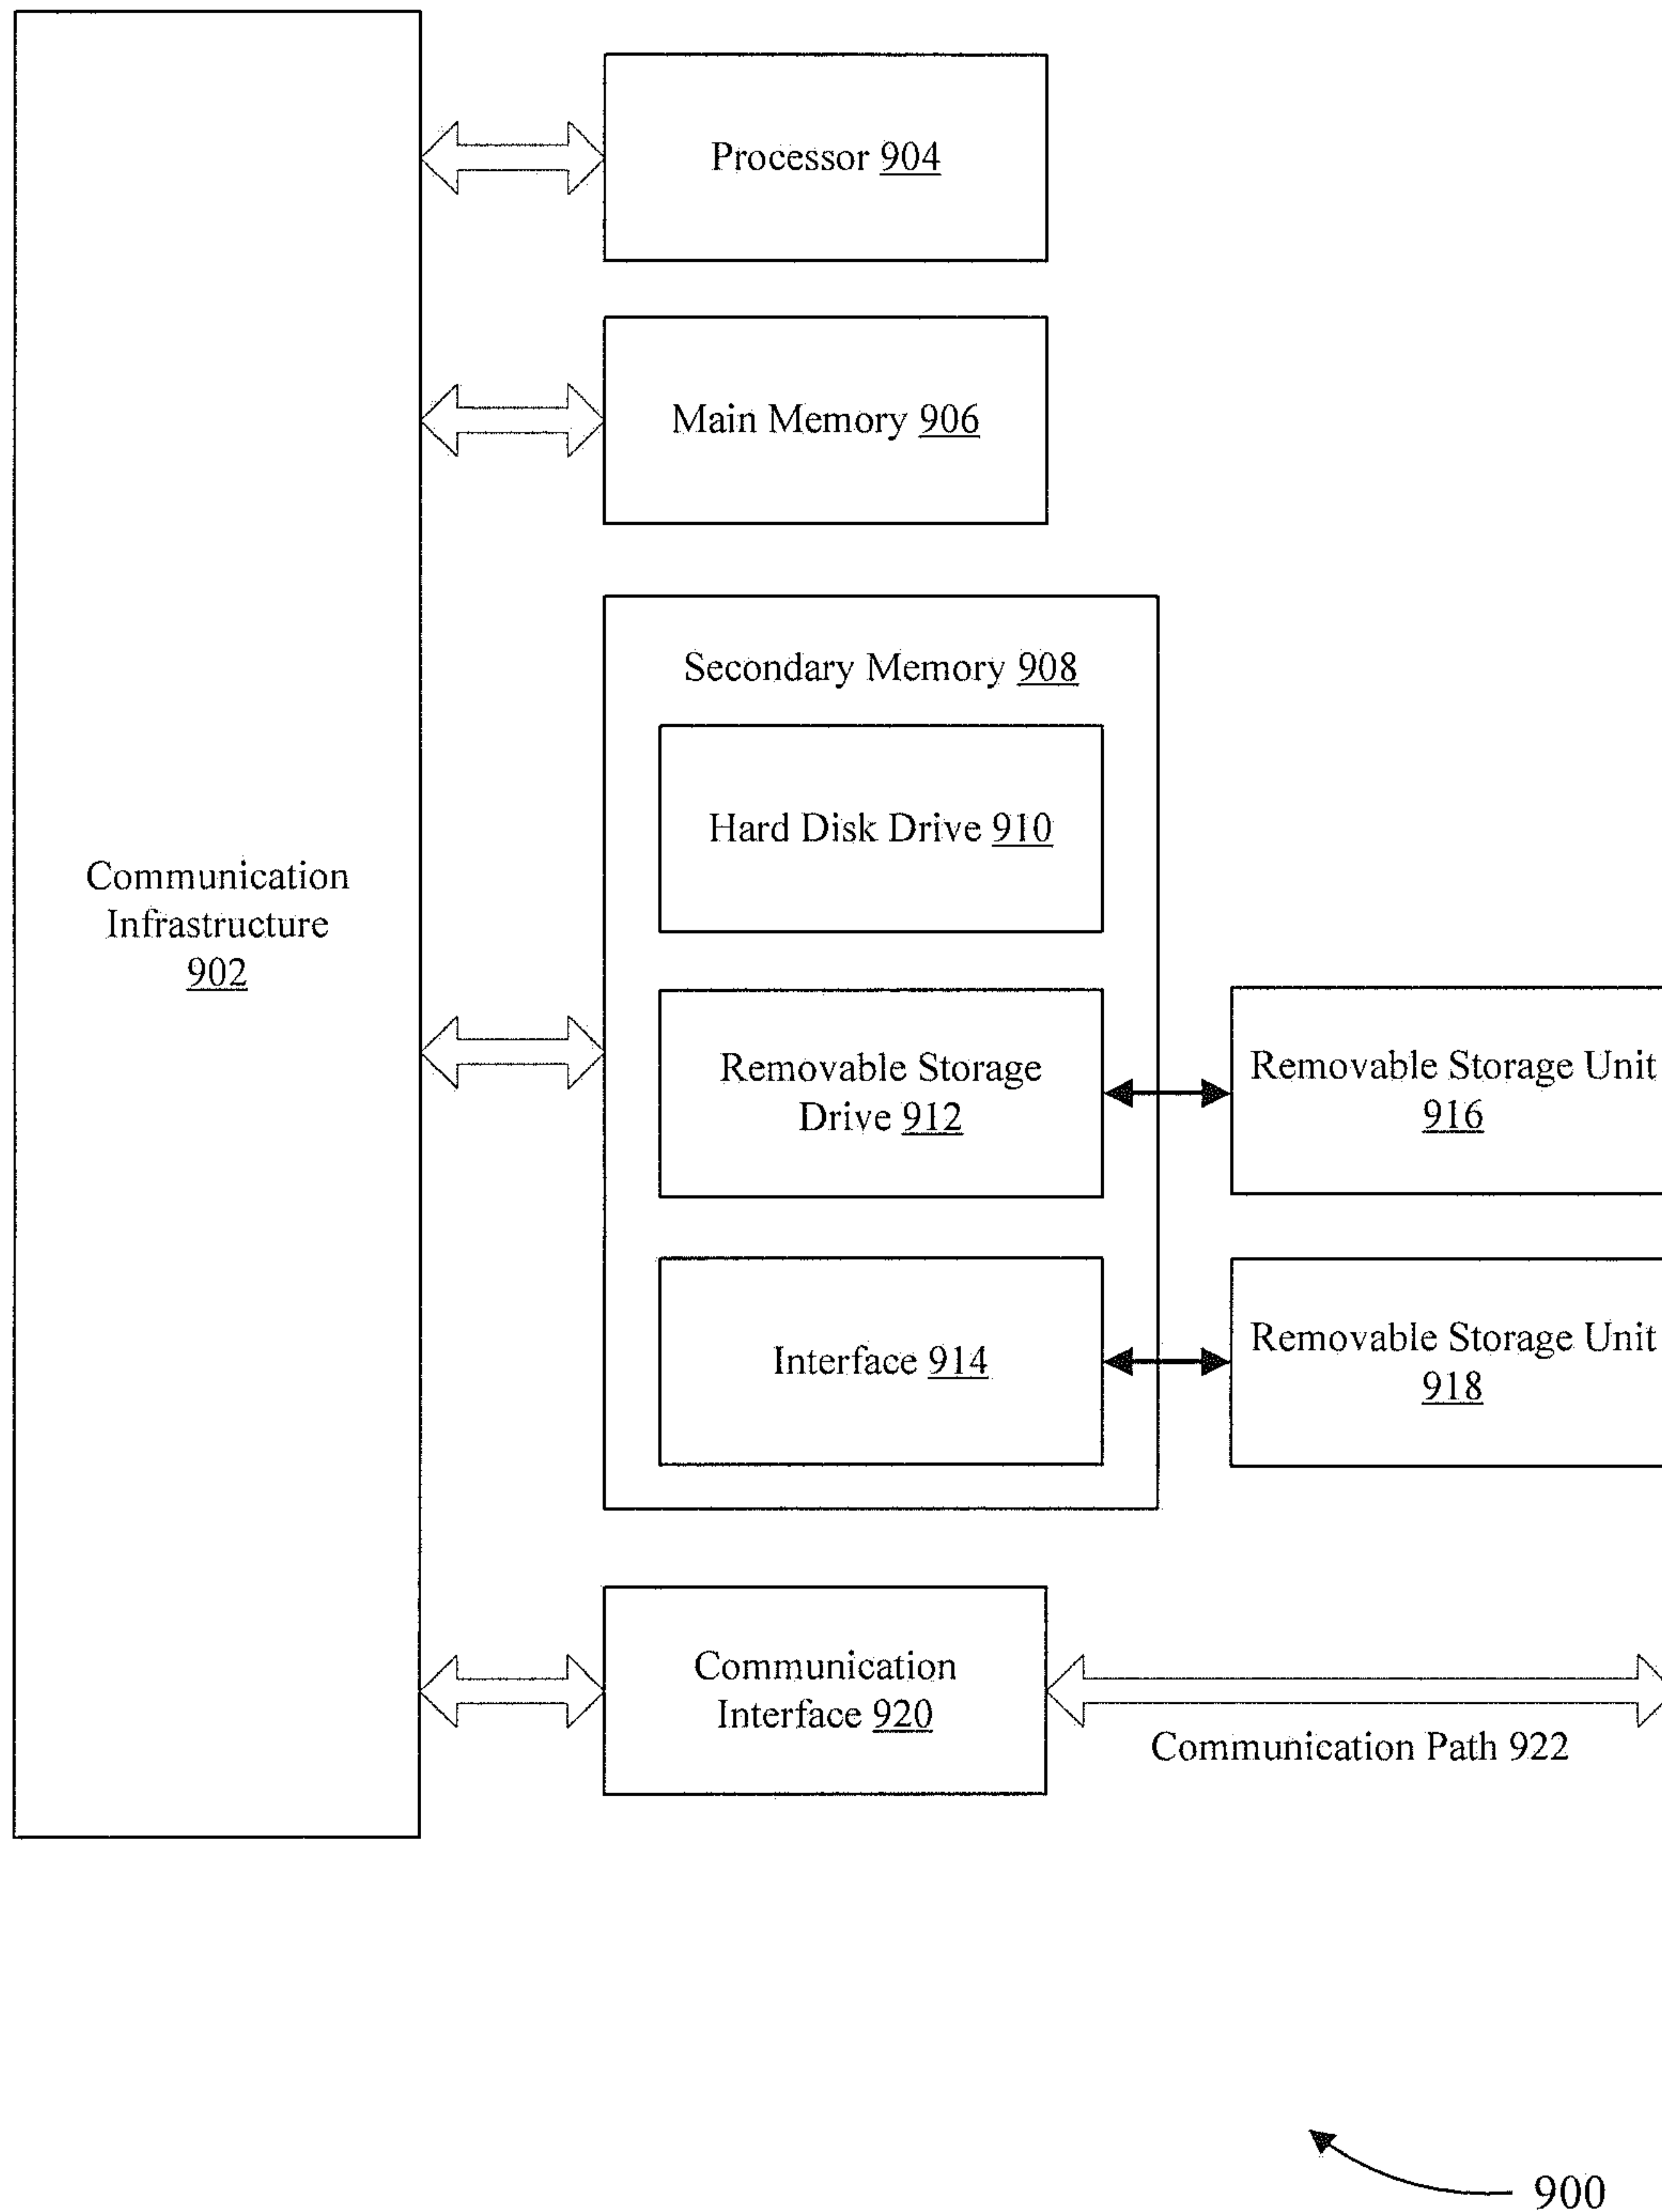 Processor 904
Main Memory 906
Secondary Memory 908
Hard Disk Drive 910
Communication
Infrastructure
902
Removable Storage
Drive 912
Removable Storage Unit
916
Interface 914
Removable Storage Unit
918
Communication
Interface 920
Communication Path 922
900